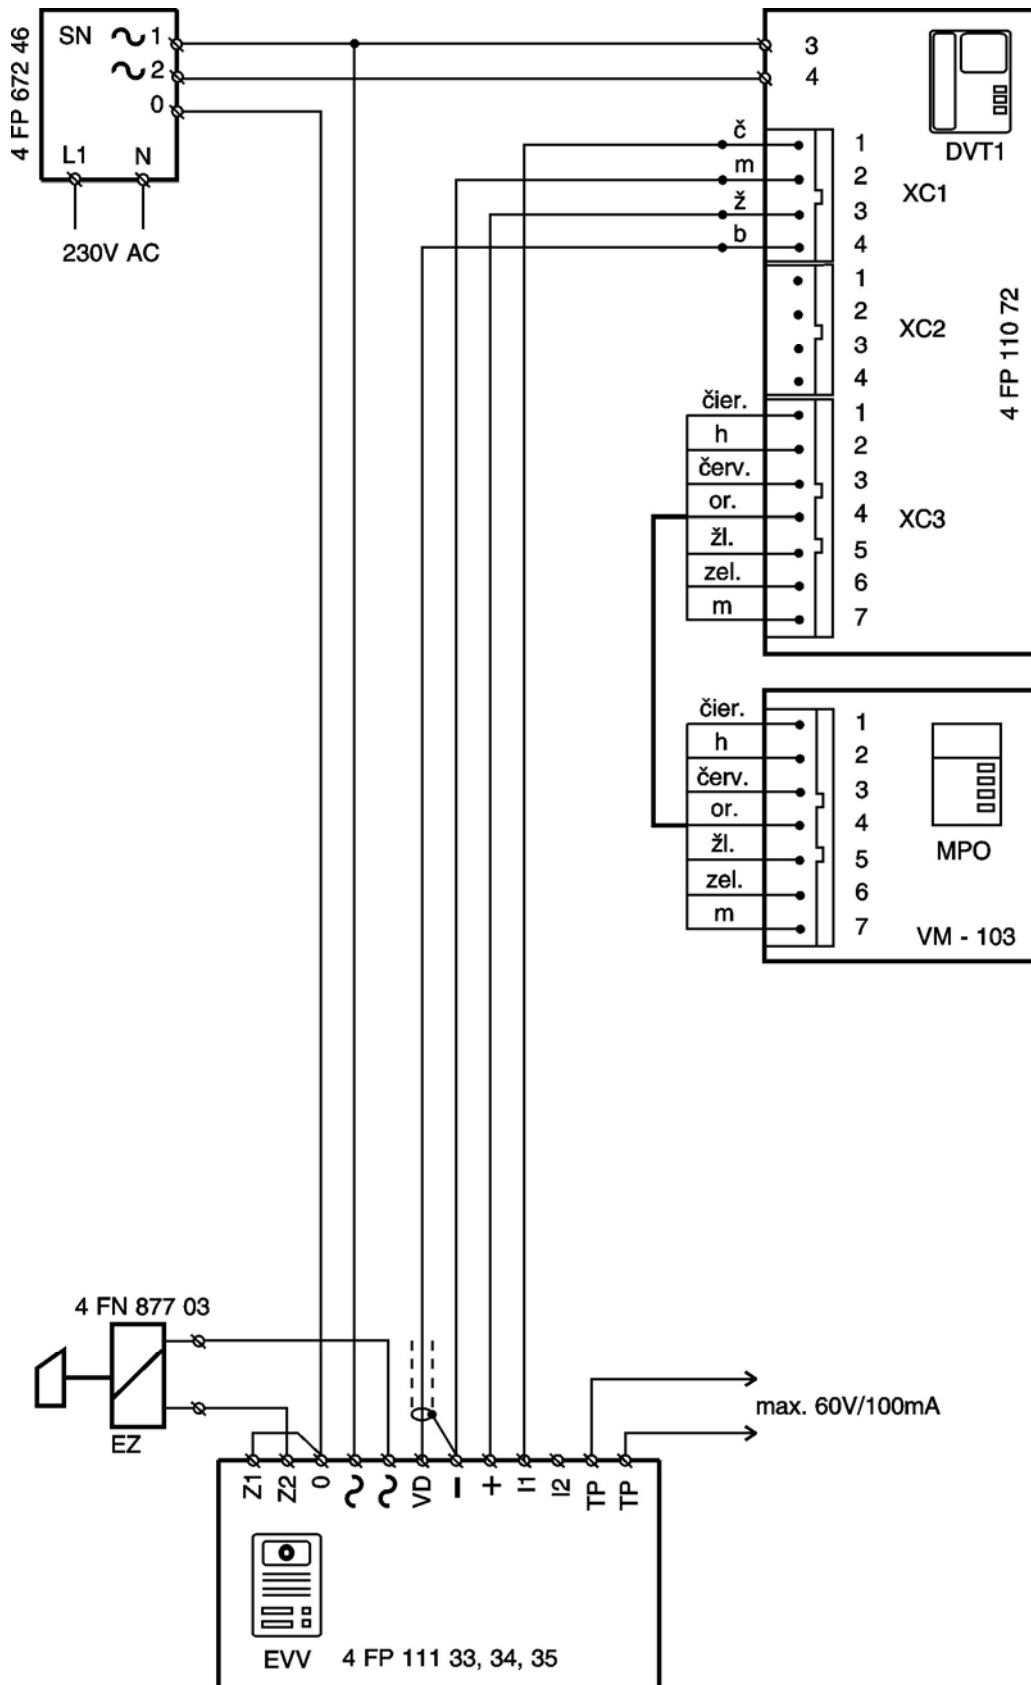 4 FP 672 46
SN ~ 1
~ 2
0
L1 N
230V AC
3
4
DVT1
č 1
m 2
ž 3
b 4
XC1
1
2
3
4
XC2
4 FP 110 72
čier. 1
h 2
červ. 3
or. 4
žl. 5
zel. 6
m 7
XC3
čier. 1
h 2
červ. 3
or. 4
žl. 5
zel. 6
m 7
MPO
VM - 103
4 FN 877 03
EZ
max. 60V/100mA
Z1 Z2 0 ~ ~ VD − + I1 I2 TP TP
EVV 4 FP 111 33, 34, 35